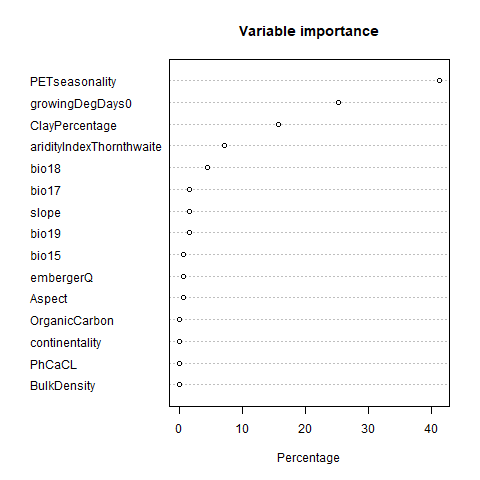 Variable importance
PETseasonality
growingDegDays0
ClayPercentage
aridityIndexThornthwaite
bio18
bio17
slope
bio19
bio15
embergerQ
Aspect
OrganicCarbon
continentality
PhCaCL
BulkDensity
0 10 20 30 40
Percentage